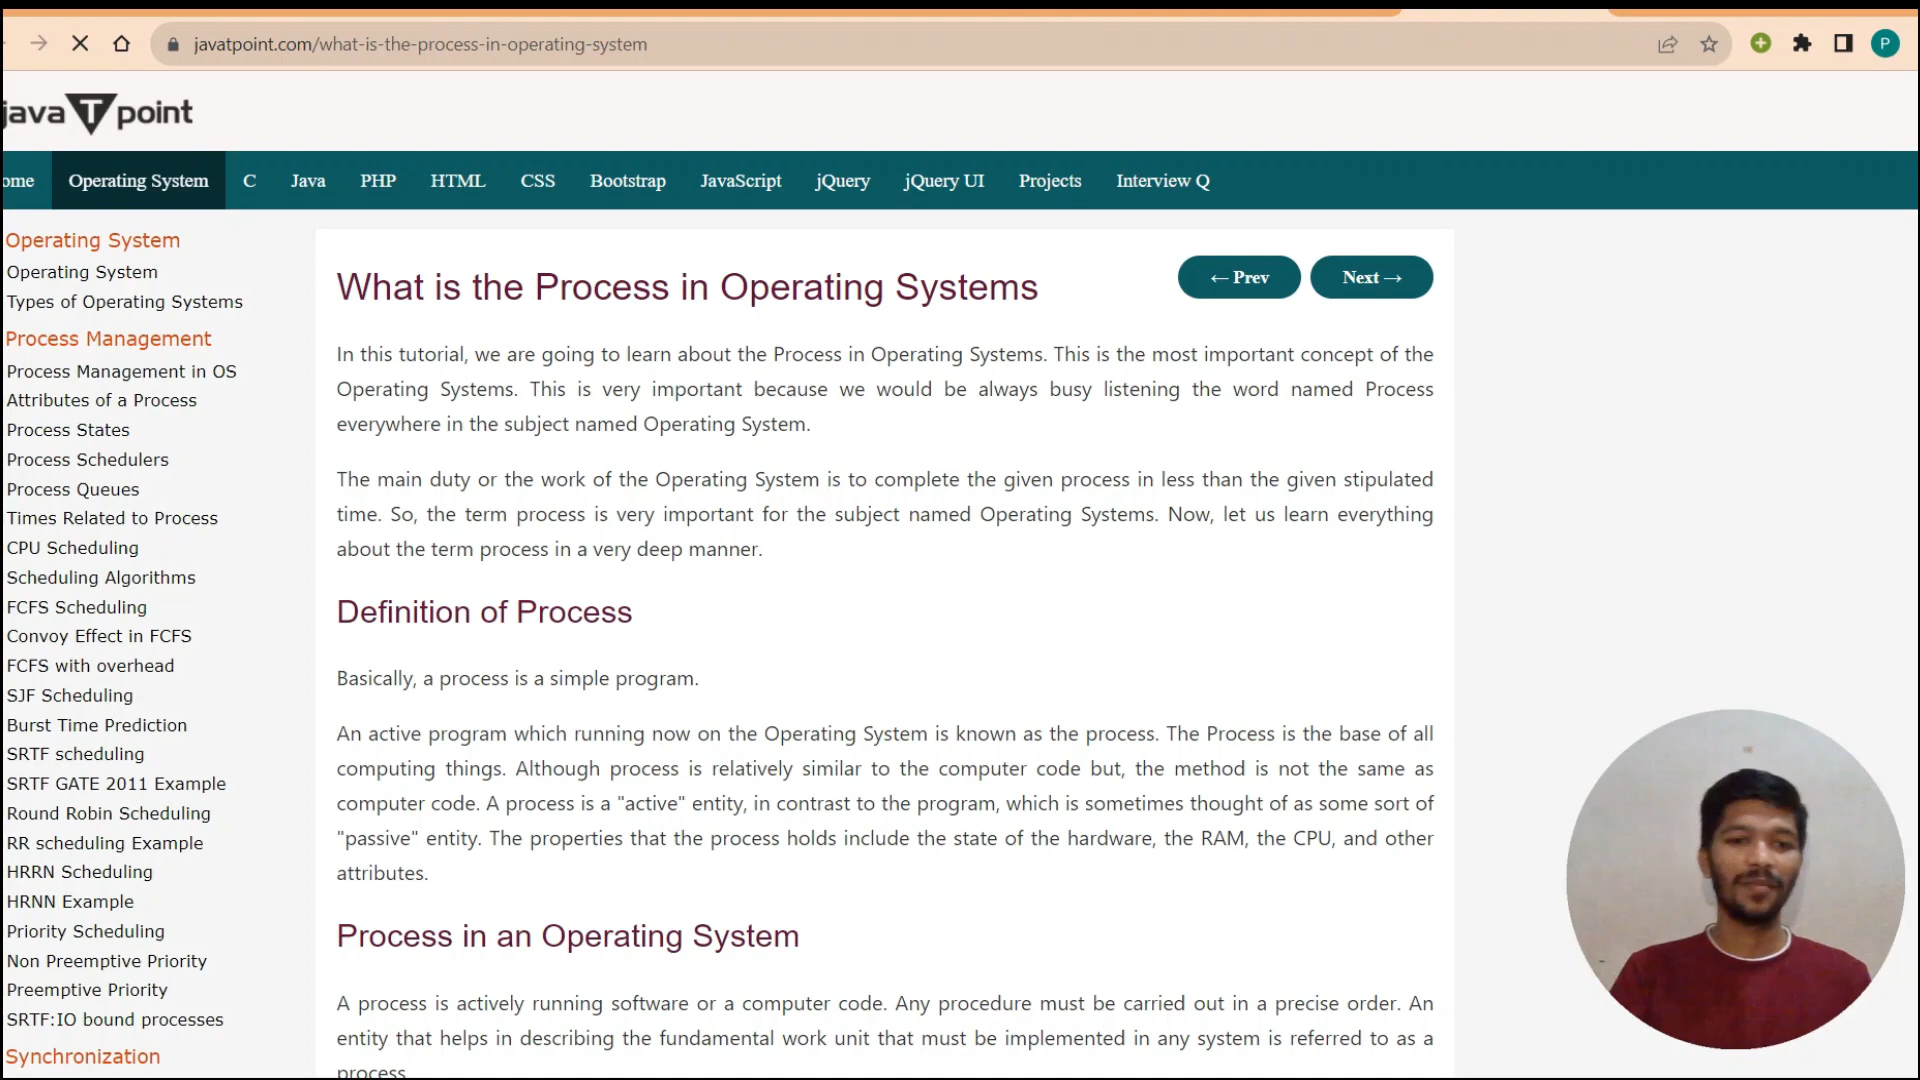 javatpoint.com/what-is-the-process-in-operating-system
P
java T point
ome Operating System C Java PHP HTML CSS Bootstrap JavaScript jQuery jQuery UI Projects Interview Q
Operating System
Operating System
Types of Operating Systems
Process Management
Process Management in OS
Attributes of a Process
Process States
Process Schedulers
Process Queues
Times Related to Process
CPU Scheduling
Scheduling Algorithms
FCFS Scheduling
Convoy Effect in FCFS
FCFS with overhead
SJF Scheduling
Burst Time Prediction
SRTF scheduling
SRTF GATE 2011 Example
Round Robin Scheduling
RR scheduling Example
HRRN Scheduling
HRNN Example
Priority Scheduling
Non Preemptive Priority
Preemptive Priority
SRTF:IO bound processes
Synchronization
← Prev Next →
What is the Process in Operating Systems
In this tutorial, we are going to learn about the Process in Operating Systems. This is the most important concept of the
Operating Systems. This is very important because we would be always busy listening the word named Process
everywhere in the subject named Operating System.
The main duty or the work of the Operating System is to complete the given process in less than the given stipulated
time. So, the term process is very important for the subject named Operating Systems. Now, let us learn everything
about the term process in a very deep manner.
Definition of Process
Basically, a process is a simple program.
An active program which running now on the Operating System is known as the process. The Process is the base of all
computing things. Although process is relatively similar to the computer code but, the method is not the same as
computer code. A process is a "active" entity, in contrast to the program, which is sometimes thought of as some sort of
"passive" entity. The properties that the process holds include the state of the hardware, the RAM, the CPU, and other
attributes.
Process in an Operating System
A process is actively running software or a computer code. Any procedure must be carried out in a precise order. An
entity that helps in describing the fundamental work unit that must be implemented in any system is referred to as a
process.